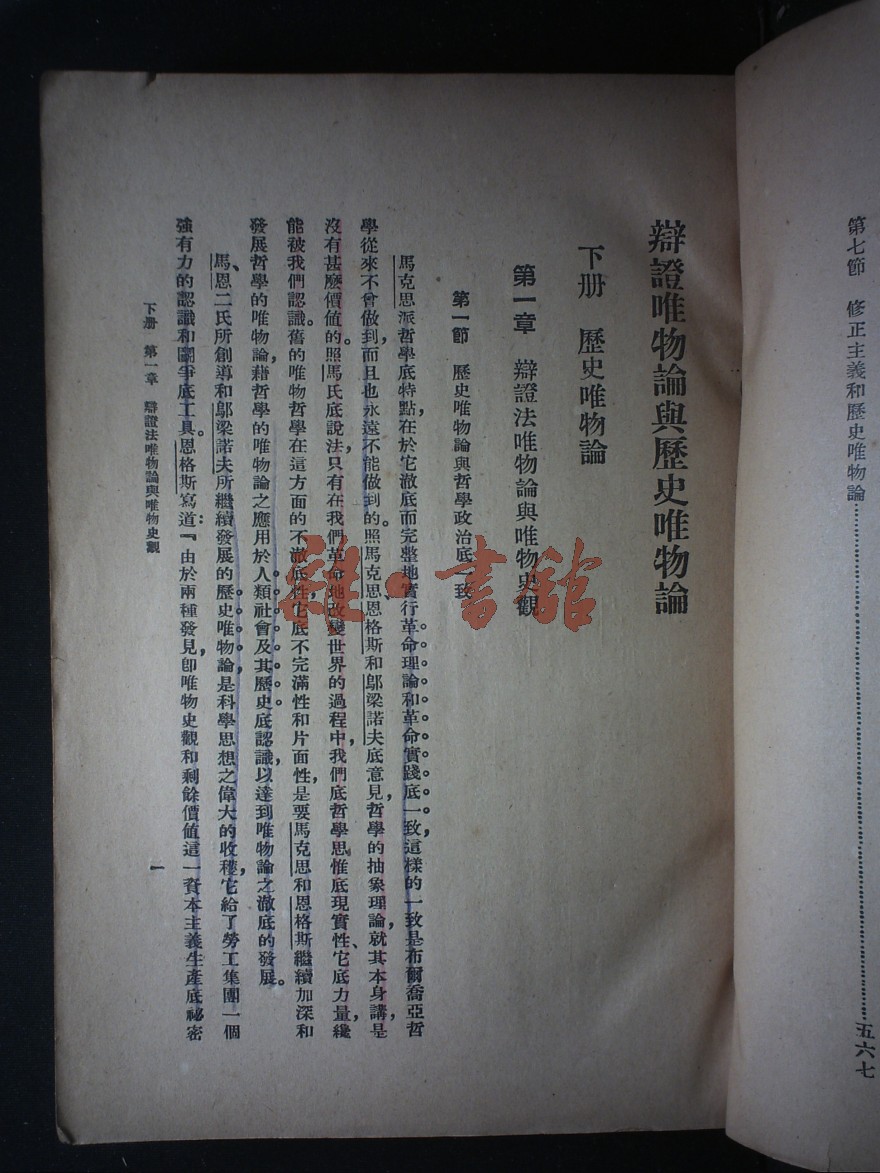 第七節　修正主義和歷史唯物論……………………五六七
辯證唯物論與歷史唯物論
下册　歷史唯物論
第一章　辯證法唯物論與唯物史觀
第一節　歷史唯物論與哲學政治底一致
馬克思派哲學底特點，在於它澈底而完整地實行革命理論和革命實踐底一致，這樣的一致是布爾喬亞哲
學從來不曾做到，而且也永遠不能做到的。照馬克思、恩格斯和鄔梁諾夫底意見，哲學的抽象理論，就其本身講，是
沒有甚麼價值的。照馬氏底說法，只有在我們革命地改變世界的過程中，我們底哲學思惟底現實性、它底力量，纔
能被我們認識。舊的唯物哲學在這方面的不澈底性，它底不完滿性和片面性，是要馬克思和恩格斯繼續加深和
發展哲學的唯物論，藉哲學的唯物論之應用於人類社會及其歷史底認識，以達到唯物論之澈底的發展。
馬、恩二氏所創導和鄔梁諾夫所繼續發展的歷史唯物論，是科學思想之偉大的收穫，它給了勞工集團一個
強有力的認識和鬭爭底工具。恩格斯寫道：『由於兩種發見，卽唯物史觀和剩餘價值這一資本主義生產底祕密
下册　第一章　辯證法唯物論與唯物史觀
一
雜·書館